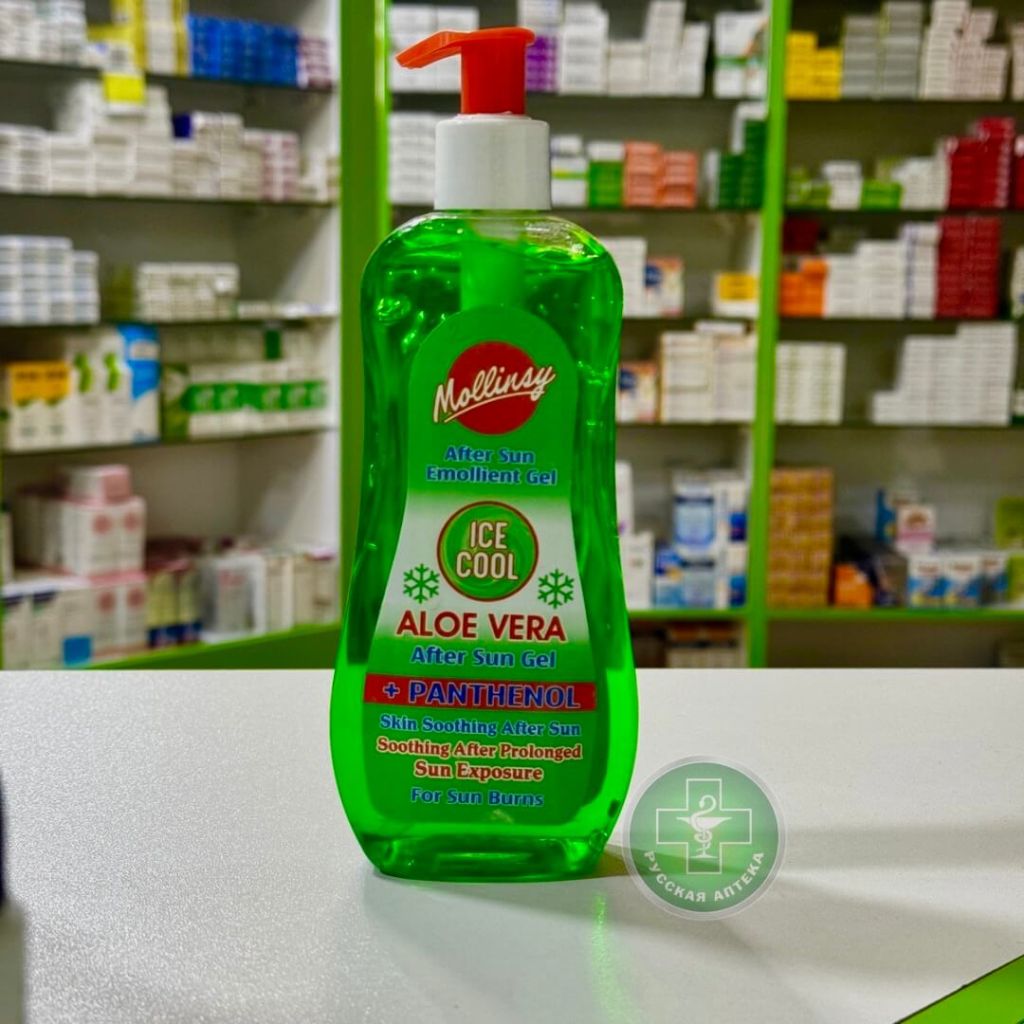 Mollinsy
After Sun
Emollient Gel
ICE
COOL
ALOE VERA
After Sun Gel
+ PANTHENOL
Skin Soothing After Sun
Soothing After Prolonged
Sun Exposure
For Sun Burns
РУССКАЯ АПТЕКА